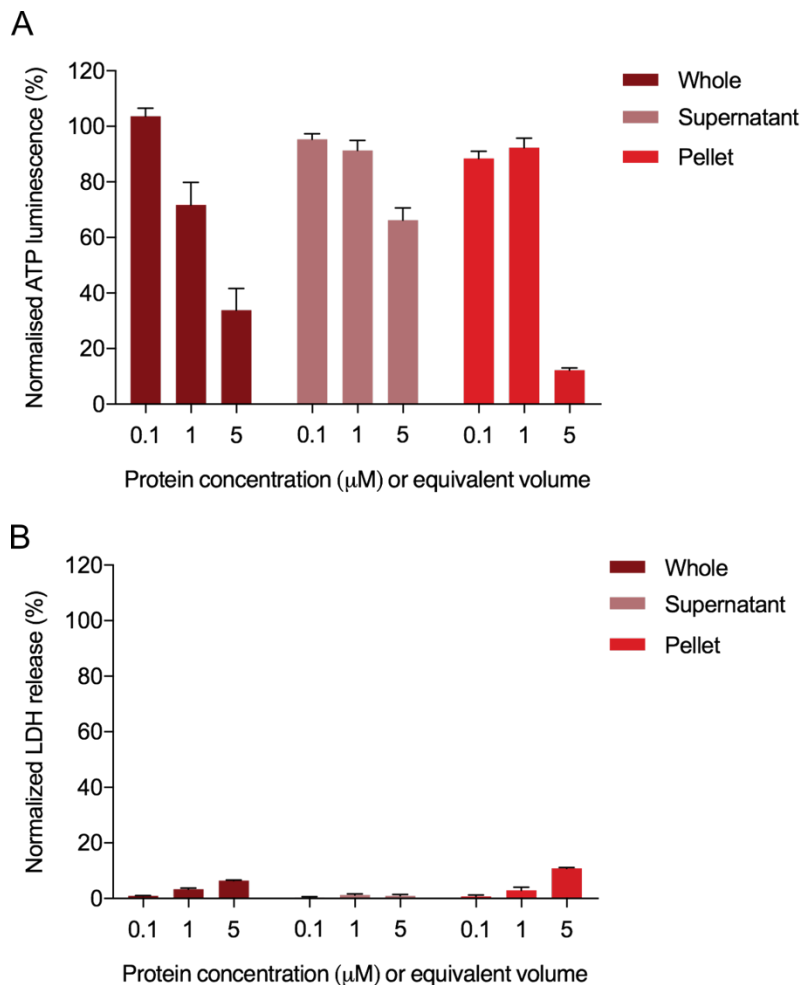 A
Normalised ATP luminescence (%)
120
100
80
60
40
20
0
0.1 1 5 0.1 1 5 0.1 1 5
Protein concentration (μM) or equivalent volume
Whole
Supernatant
Pellet
B
Normalized LDH release (%)
120
100
80
60
40
20
0
0.1 1 5 0.1 1 5 0.1 1 5
Protein concentration (μM) or equivalent volume
Whole
Supernatant
Pellet